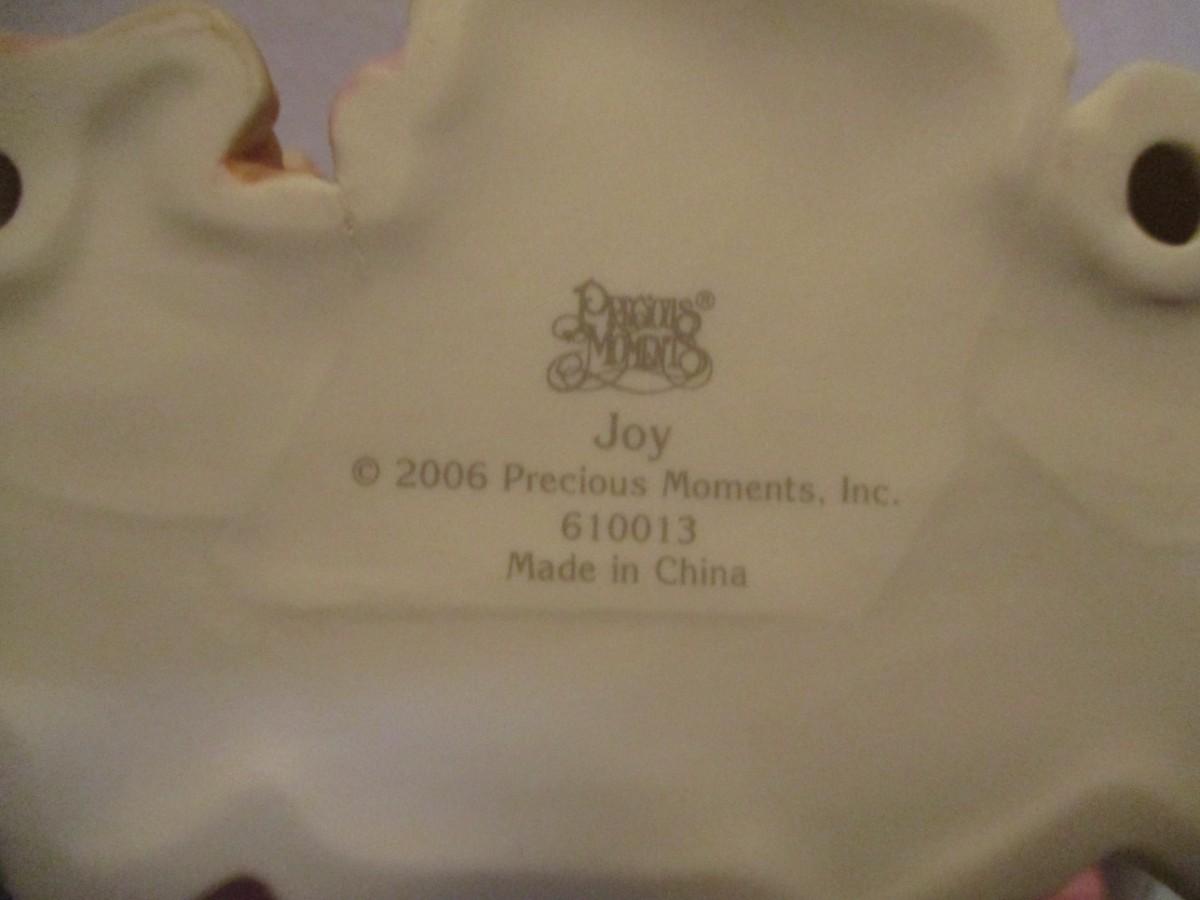 PRECIOUS®
MOMENTS
Joy
© 2006 Precious Moments, Inc.
610013
Made in China